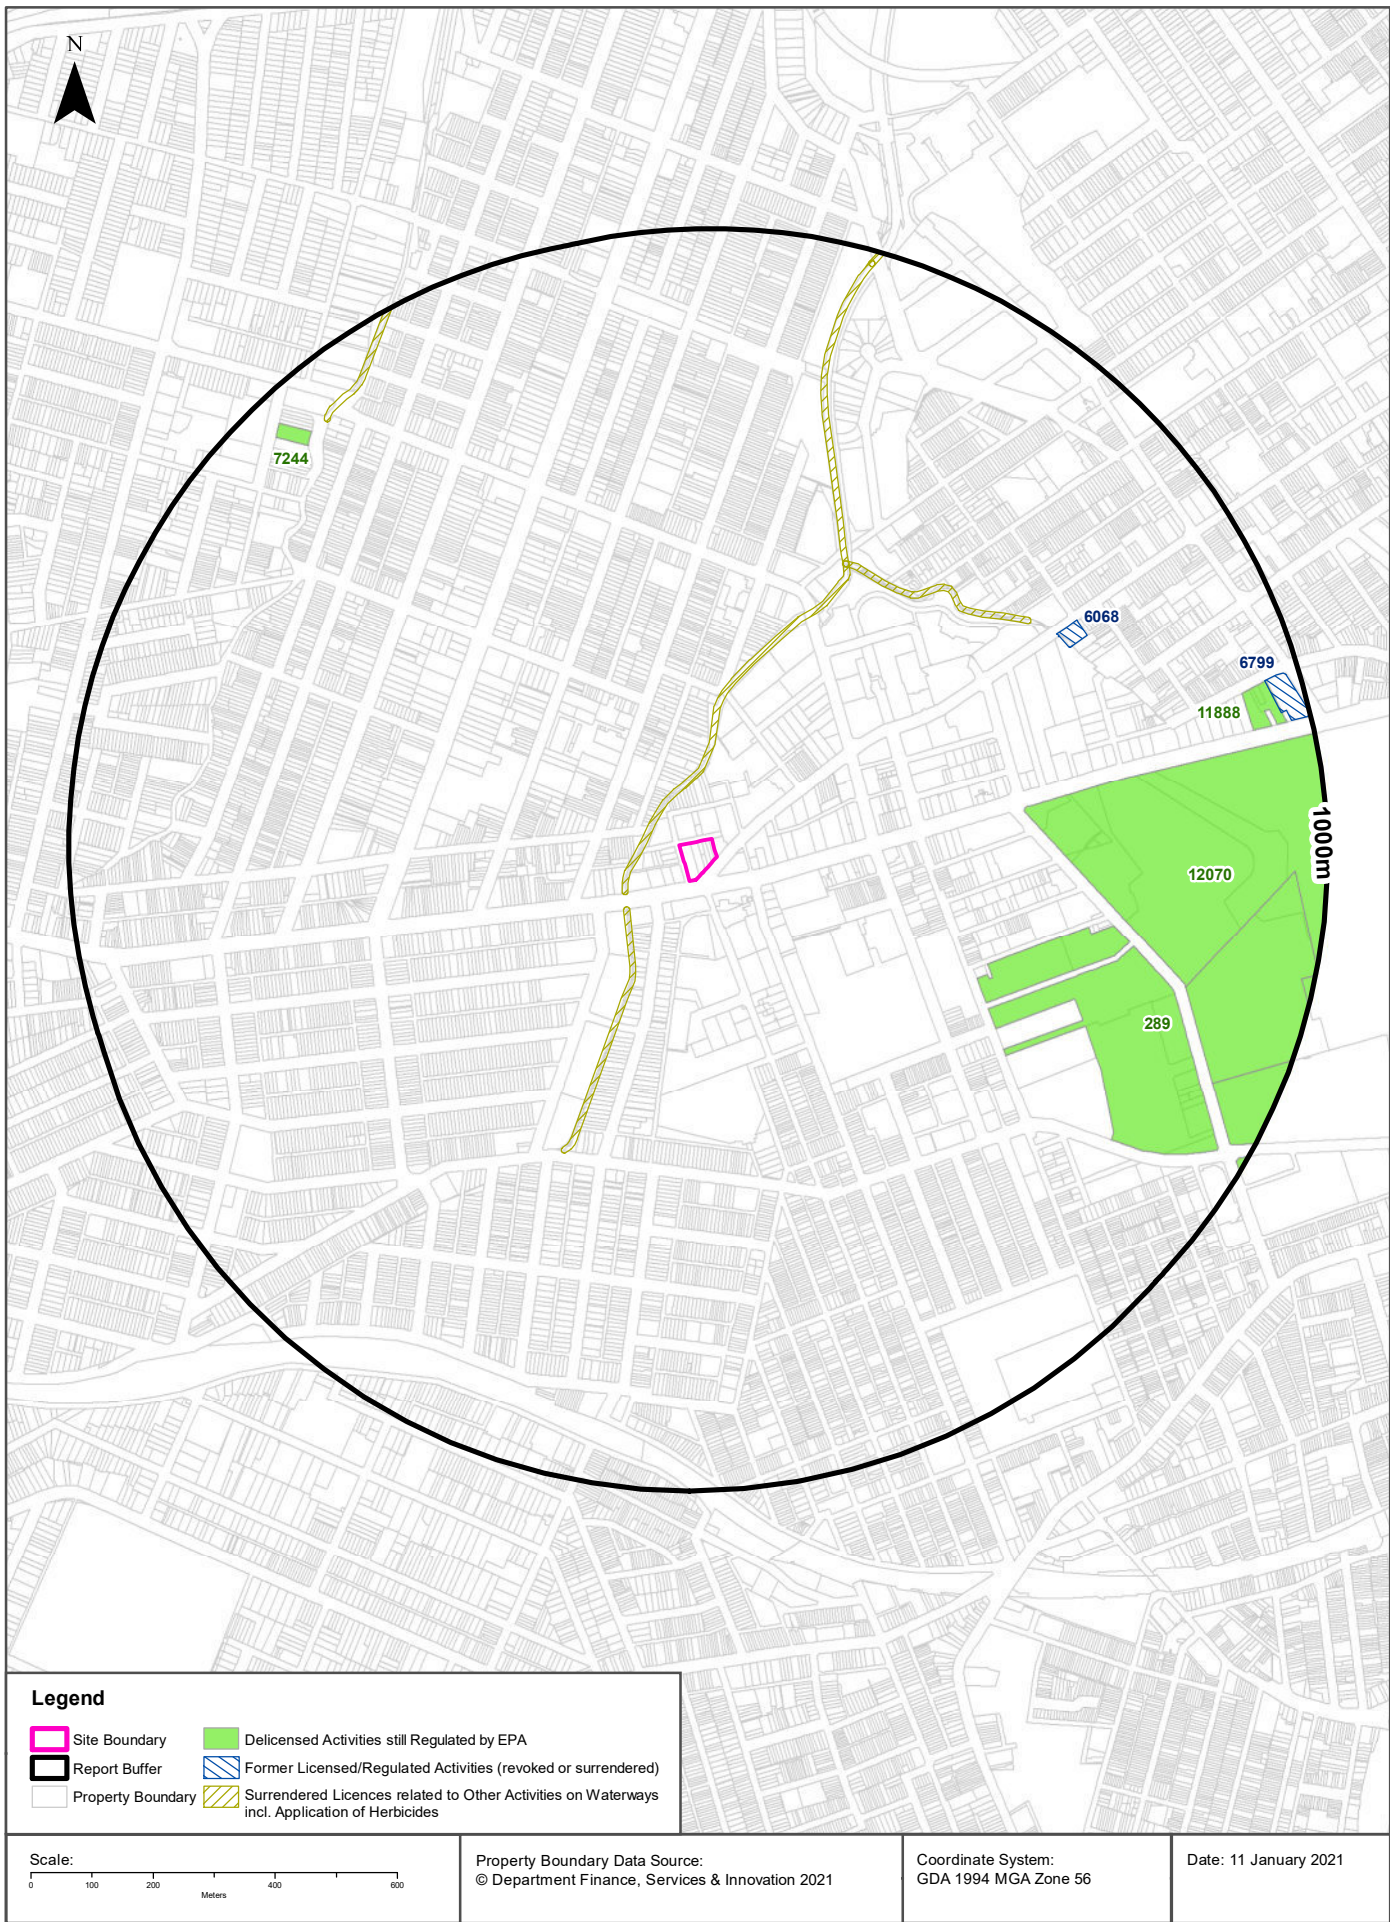 N
7244
6068
6799
11888
1000m
12070
289
Legend
Site Boundary
Delicensed Activities still Regulated by EPA
Report Buffer
Former Licensed/Regulated Activities (revoked or surrendered)
Property Boundary
Surrendered Licences related to Other Activities on Waterways
incl. Application of Herbicides
Scale:
0 100 200 400 600
Meters
Property Boundary Data Source:
© Department Finance, Services & Innovation 2021
Coordinate System:
GDA 1994 MGA Zone 56
Date: 11 January 2021